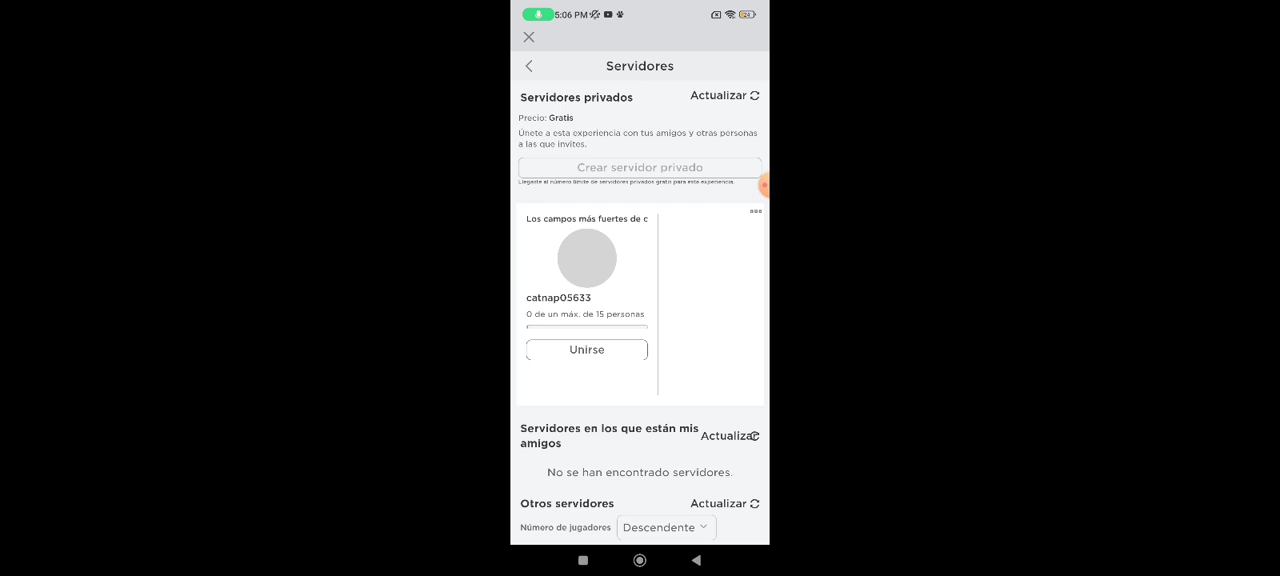 5:06 PM
24
Servidores
Servidores privados
Actualizar
Precio: Gratis
Únete a esta experiencia con tus amigos y otras personas
a las que invites.
Crear servidor privado
Llegaste al número límite de servidores privados gratis para esta experiencia.
Los campos más fuertes de c
catnap05633
0 de un máx. de 15 personas
Unirse
Servidores en los que están mis
amigos
Actualizar
No se han encontrado servidores.
Otros servidores
Actualizar
Número de jugadores
Descendente